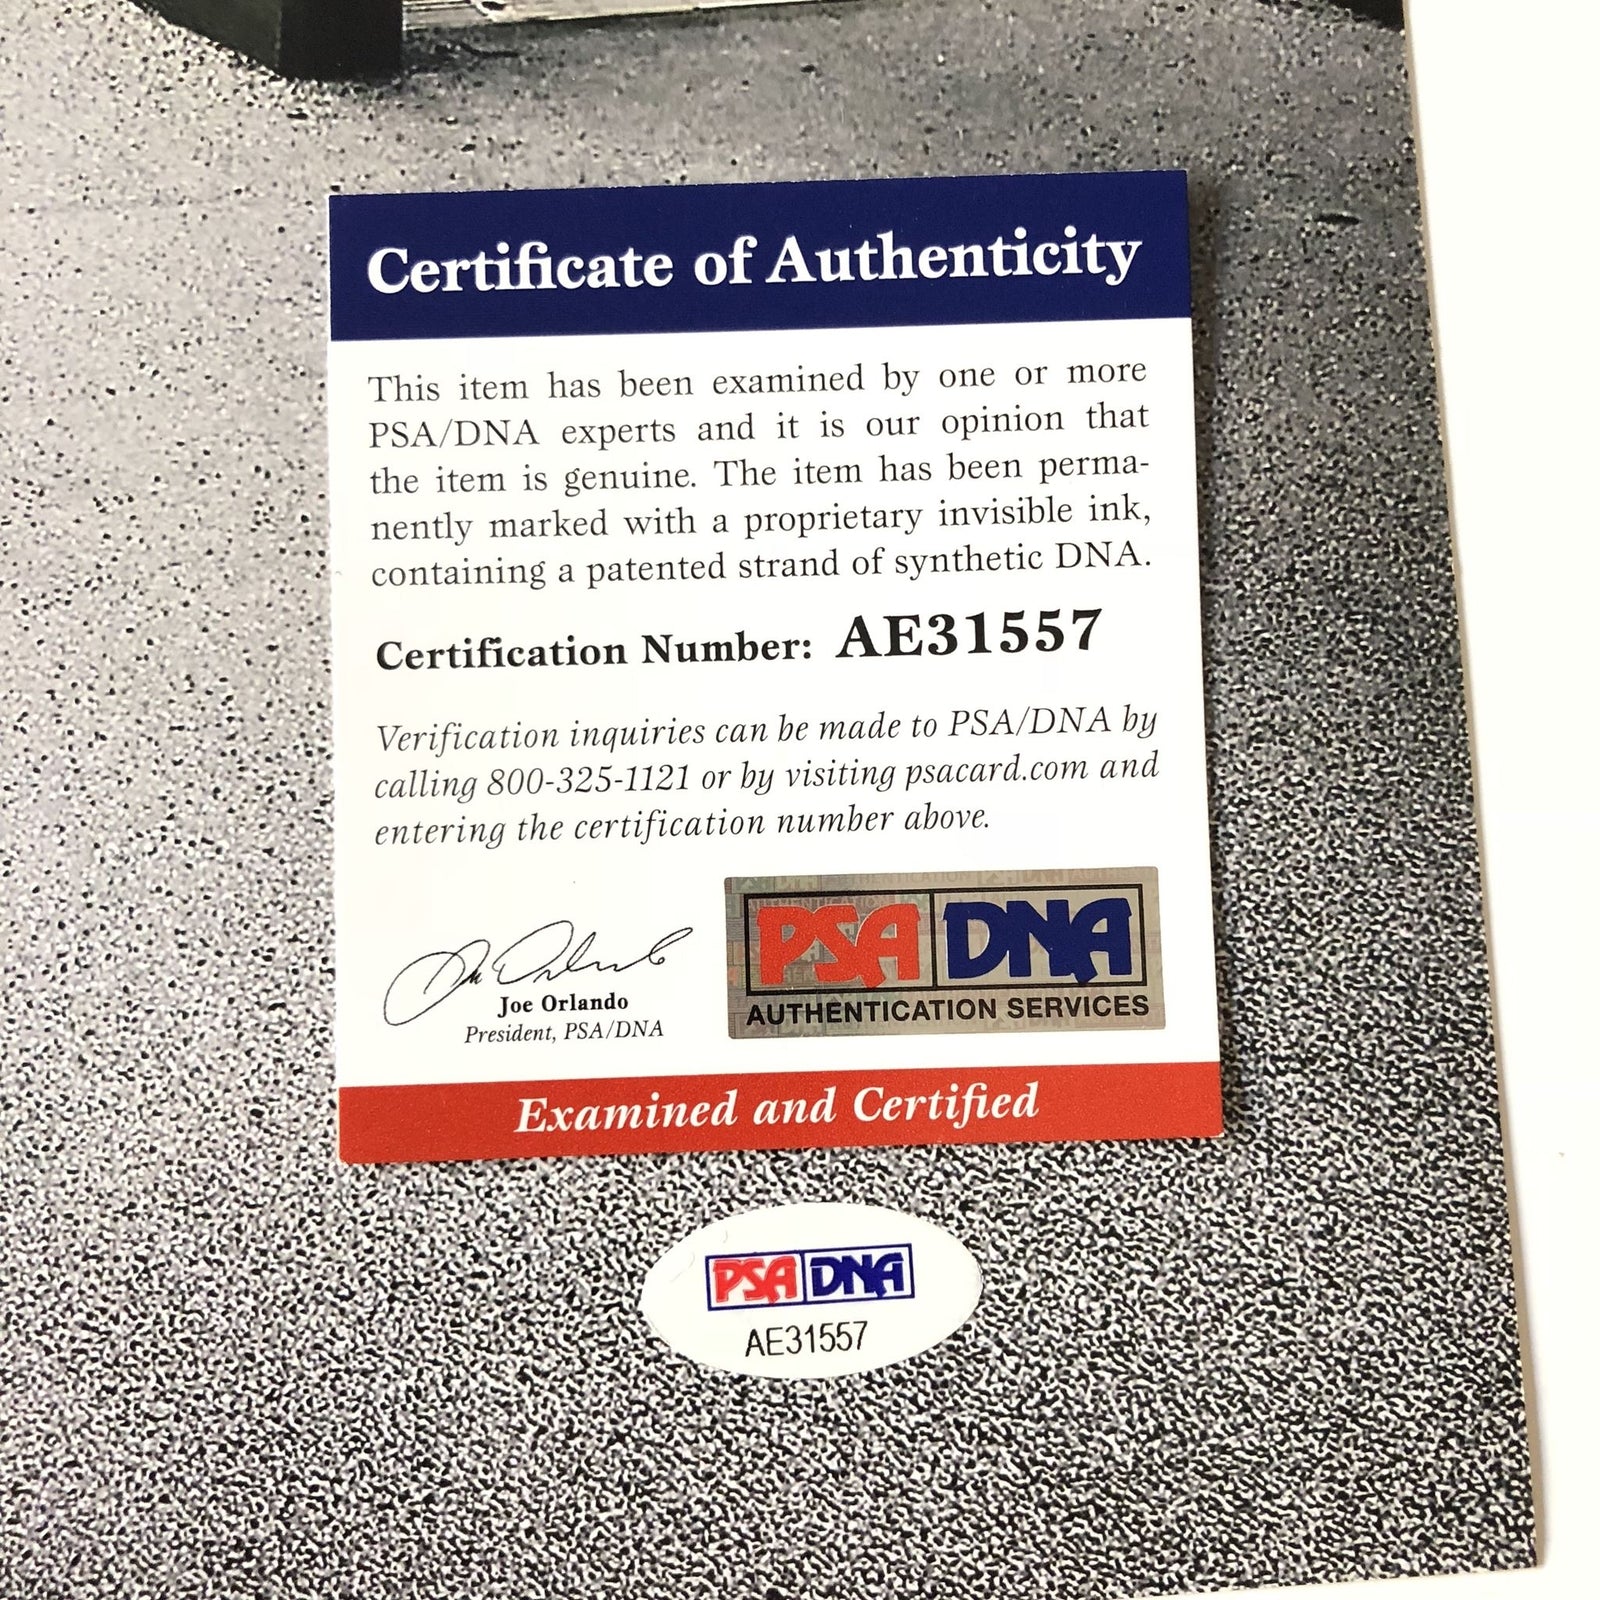 Certificate of Authenticity
This item has been examined by one or more
PSA/DNA experts and it is our opinion that
the item is genuine. The item has been perma-
nently marked with a proprietary invisible ink,
containing a patented strand of synthetic DNA.
Certification Number: AE31557
Verification inquiries can be made to PSA/DNA by
calling 800-325-1121 or by visiting psacard.com and
entering the certification number above.
Joe Orlando
President, PSA/DNA
PSA DNA
AUTHENTICATION SERVICES
Examined and Certified
PSA DNA
AE31557